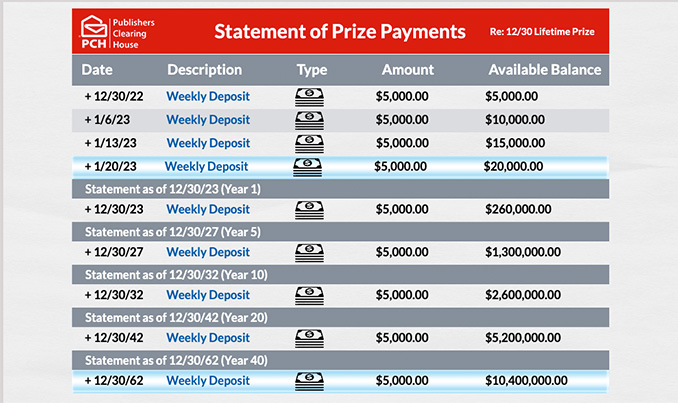 PCH Publishers Clearing House
Statement of Prize Payments
Re: 12/30 Lifetime Prize
Date Description Type Amount Available Balance
+ 12/30/22 Weekly Deposit $5,000.00 $5,000.00
+ 1/6/23 Weekly Deposit $5,000.00 $10,000.00
+ 1/13/23 Weekly Deposit $5,000.00 $15,000.00
+ 1/20/23 Weekly Deposit $5,000.00 $20,000.00
Statement as of 12/30/23 (Year 1)
+ 12/30/23 Weekly Deposit $5,000.00 $260,000.00
Statement as of 12/30/27 (Year 5)
+ 12/30/27 Weekly Deposit $5,000.00 $1,300,000.00
Statement as of 12/30/32 (Year 10)
+ 12/30/32 Weekly Deposit $5,000.00 $2,600,000.00
Statement as of 12/30/42 (Year 20)
+ 12/30/42 Weekly Deposit $5,000.00 $5,200,000.00
Statement as of 12/30/62 (Year 40)
+ 12/30/62 Weekly Deposit $5,000.00 $10,400,000.00